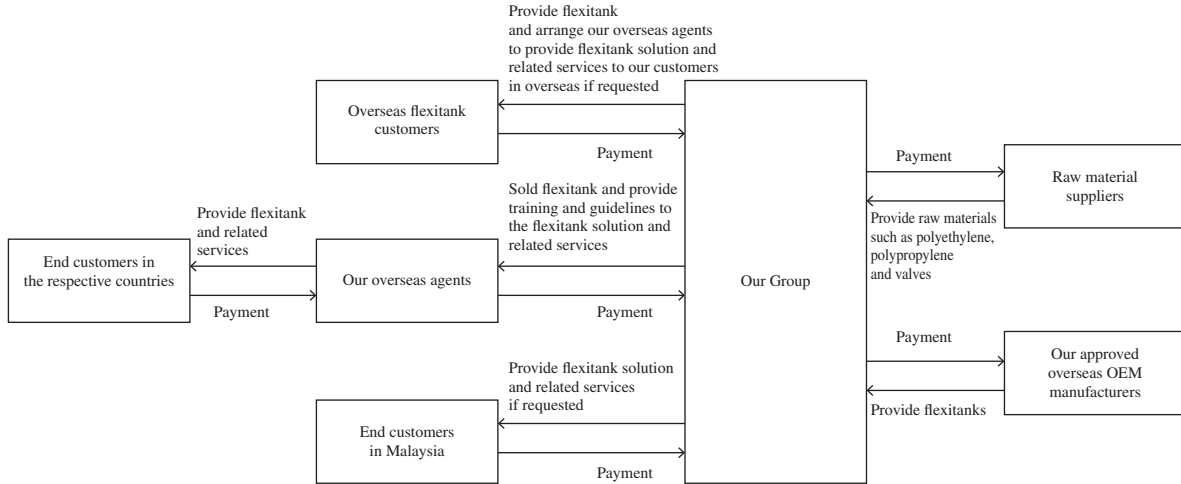 Provide flexitank
and arrange our overseas agents
to provide flexitank solution and
related services to our customers
in overseas if requested
Overseas flexitank
customers
Payment
Sold flexitank and provide
training and guidelines to
the flexitank solution and
related services
Provide flexitank
and related
services
End customers in
the respective countries
Payment
Our overseas agents
Payment
Provide flexitank solution
and related services
if requested
End customers
in Malaysia
Payment
Our Group
Payment
Raw material
suppliers
Provide raw materials
such as polyethylene,
polypropylene
and valves
Payment
Our approved
overseas OEM
manufacturers
Provide flexitanks